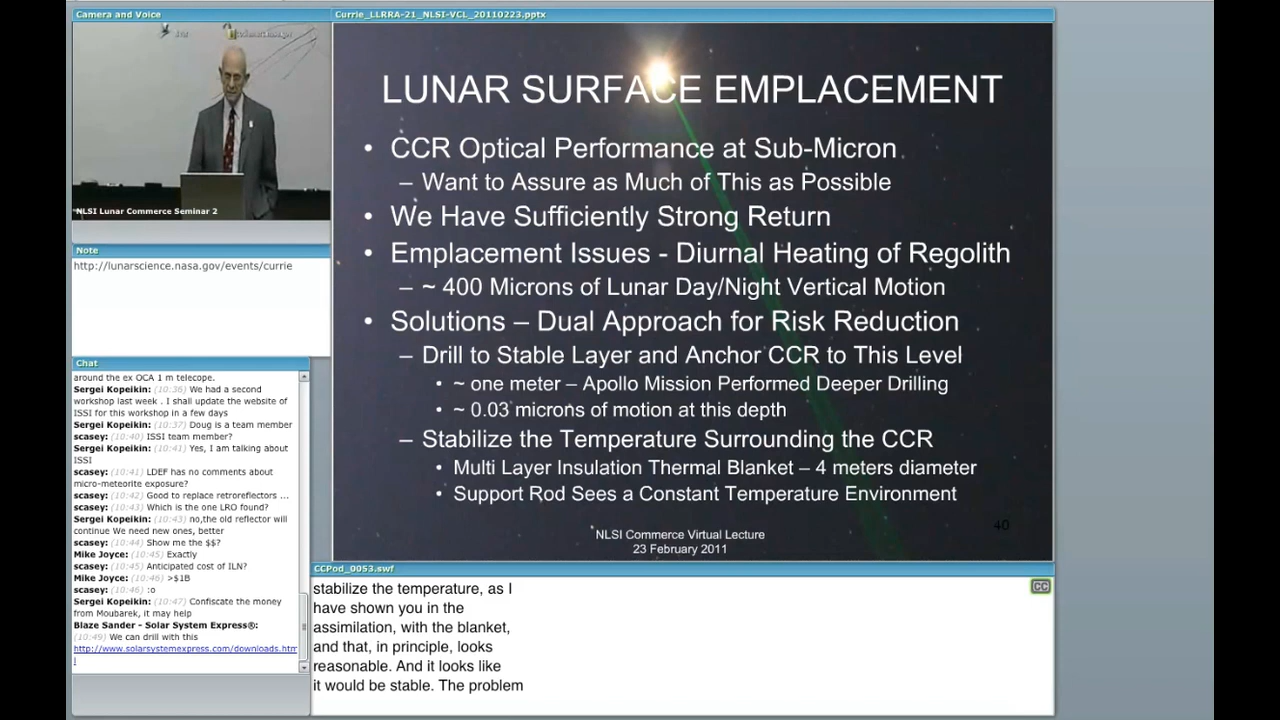 Camera and Voice
NLSI Lunar Commerce Seminar 2
Note
http://lunarscience.nasa.gov/events/currie
Chat
around the ex OCA 1 m telecope.
Sergei Kopeikin: (10:36) We had a second
workshop last week . I shall update the website of
ISSI for this workshop in a few days
Sergei Kopeikin: (10:37) Doug is a team member
scasey: (10:40) ISSI team member?
Sergei Kopeikin: (10:41) Yes, I am talking about
ISSI
scasey: (10:41) LDEF has no comments about
micro-meteorite exposure?
scasey: (10:42) Good to replace retroreflectors ...
scasey: (10:43) Which is the one LRO found?
Sergei Kopeikin: (10:43) no,the old reflector will
continue We need new ones, better
scasey: (10:44) Show me the $$?
Mike Joyce: (10:45) Exactly
scasey: (10:45) Anticipated cost of ILN?
Mike Joyce: (10:46) >$1B
scasey: (10:46) :o
Sergei Kopeikin: (10:47) Confiscate the money
from Moubarek, it may help
Blaze Sander - Solar System Express®:
(10:49) We can drill with this
http://www.solarsystemexpress.com/downloads.htm
l
Currie_LLRRA-21_NLSI-VCL_20110223.pptx
LUNAR SURFACE EMPLACEMENT
• CCR Optical Performance at Sub-Micron
– Want to Assure as Much of This as Possible
• We Have Sufficiently Strong Return
• Emplacement Issues - Diurnal Heating of Regolith
– ~ 400 Microns of Lunar Day/Night Vertical Motion
• Solutions – Dual Approach for Risk Reduction
– Drill to Stable Layer and Anchor CCR to This Level
• ~ one meter – Apollo Mission Performed Deeper Drilling
• ~ 0.03 microns of motion at this depth
– Stabilize the Temperature Surrounding the CCR
• Multi Layer Insulation Thermal Blanket – 4 meters diameter
• Support Rod Sees a Constant Temperature Environment
40
NLSI Commerce Virtual Lecture
23 February 2011
CCPod_0053.swf
CC
stabilize the temperature, as I
have shown you in the
assimilation, with the blanket,
and that, in principle, looks
reasonable. And it looks like
it would be stable. The problem